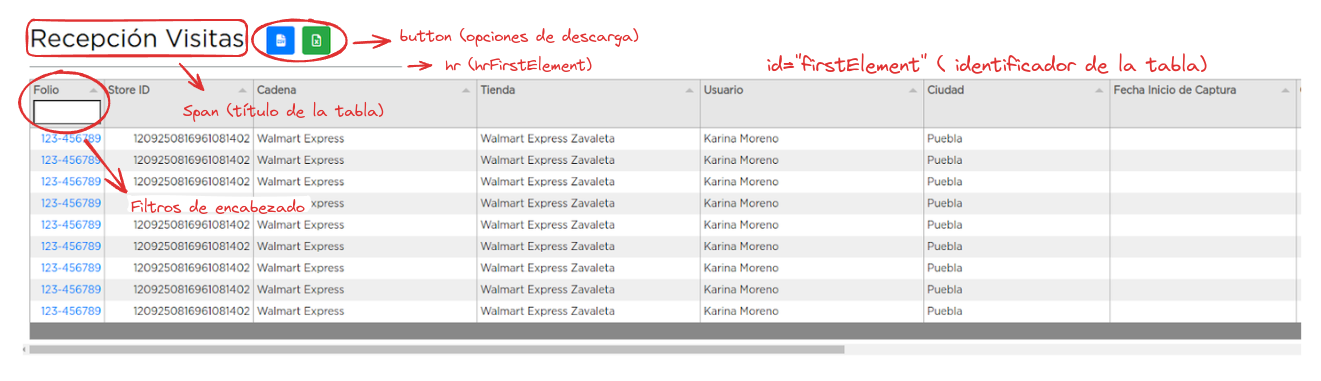 Recepción Visitas
button (opciones de descarga)
hr (hrFirstElement)
id="firstElement" ( identificador de la tabla)
Folio Store ID Cadena Tienda Usuario Ciudad Fecha Inicio de Captura
Span (título de la tabla)
123-456789 1209250816961081402 Walmart Express Walmart Express Zavaleta Karina Moreno Puebla
123-456789 1209250816961081402 Walmart Express Walmart Express Zavaleta Karina Moreno Puebla
123-456789 1209250816961081402 Walmart Express Walmart Express Zavaleta Karina Moreno Puebla
123-456789 xpress Walmart Express Zavaleta Karina Moreno Puebla
Filtros de encabezado
123-456789 1209250816961081402 Walmart Express Walmart Express Zavaleta Karina Moreno Puebla
123-456789 1209250816961081402 Walmart Express Walmart Express Zavaleta Karina Moreno Puebla
123-456789 1209250816961081402 Walmart Express Walmart Express Zavaleta Karina Moreno Puebla
123-456789 1209250816961081402 Walmart Express Walmart Express Zavaleta Karina Moreno Puebla
123-456789 1209250816961081402 Walmart Express Walmart Express Zavaleta Karina Moreno Puebla